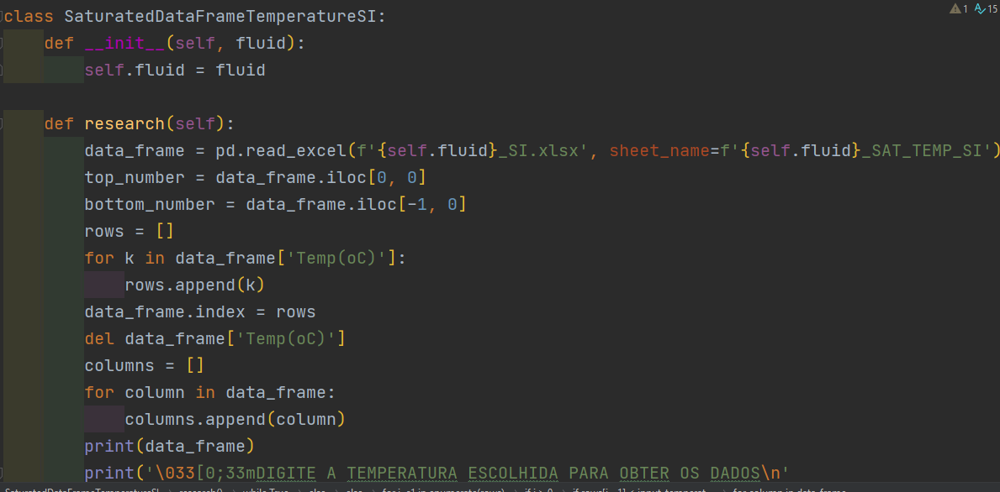 class SaturatedDataFrameTemperatureSI:
1 15
    def __init__(self, fluid):
        self.fluid = fluid

    def research(self):
        data_frame = pd.read_excel(f'{self.fluid}_SI.xlsx', sheet_name=f'{self.fluid}_SAT_TEMP_SI')
        top_number = data_frame.iloc[0, 0]
        bottom_number = data_frame.iloc[-1, 0]
        rows = []
        for k in data_frame['Temp(oC)']:
            rows.append(k)
        data_frame.index = rows
        del data_frame['Temp(oC)']
        columns = []
        for column in data_frame:
            columns.append(column)
        print(data_frame)
        print('\033[0;33mDIGITE A TEMPERATURA ESCOLHIDA PARA OBTER OS DADOS\n'